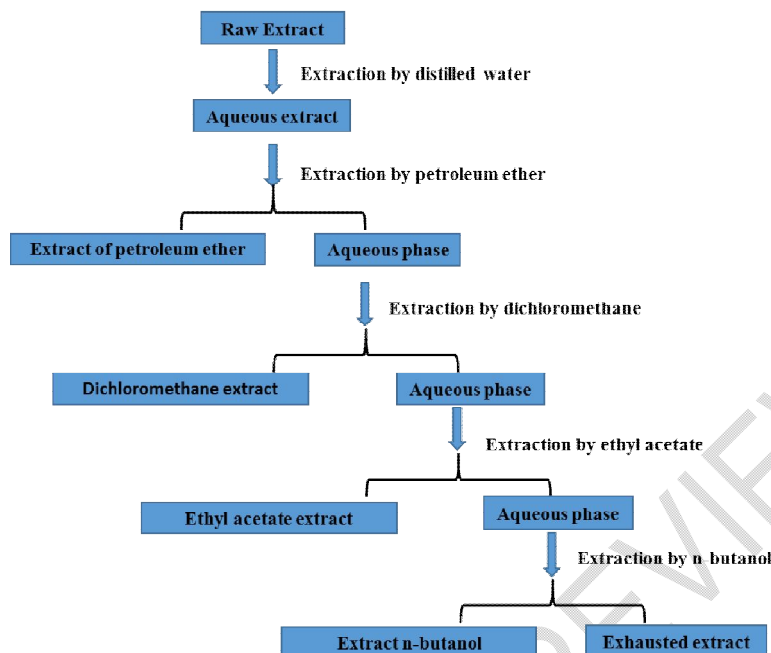 Raw Extract
Extraction by distilled water
Aqueous extract
Extraction by petroleum ether
Extract of petroleum ether
Aqueous phase
Extraction by dichloromethane
Dichloromethane extract
Aqueous phase
Extraction by ethyl acetate
Ethyl acetate extract
Aqueous phase
Extraction by n-butanol
Extract n-butanol
Exhausted extract